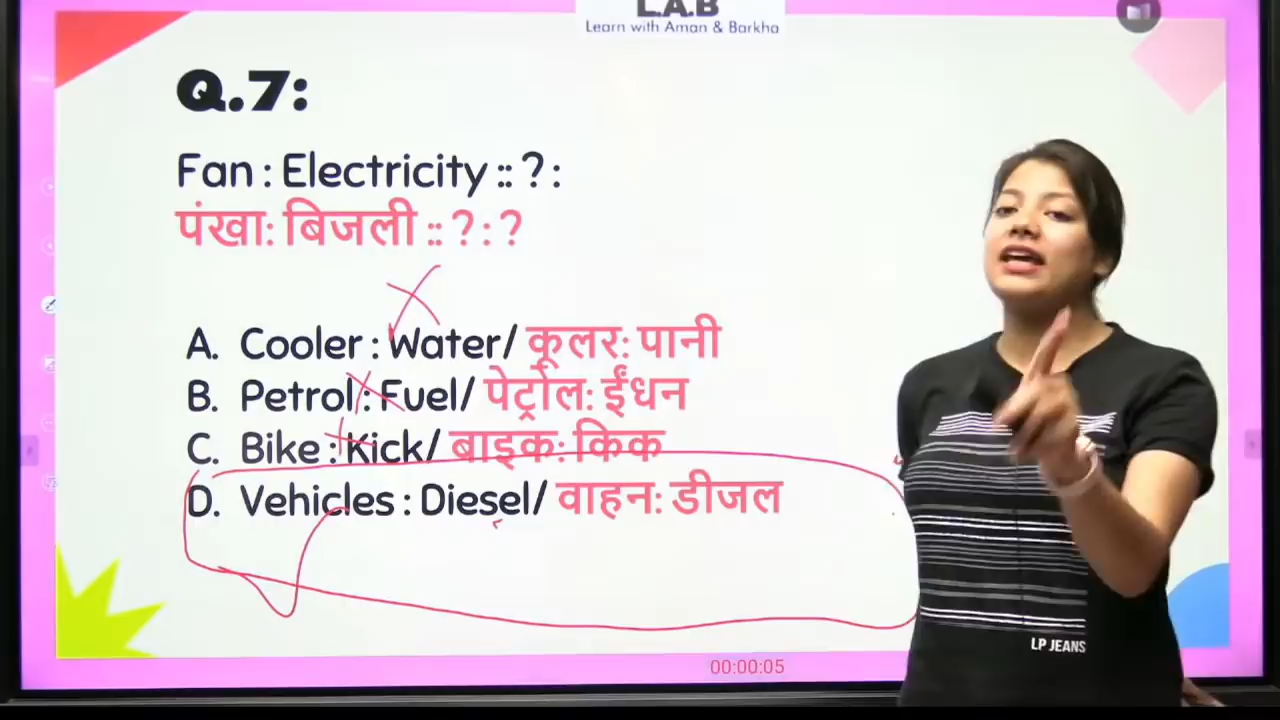 L.A.B
Learn with Aman & Barkha
Q.7:
Fan : Electricity :: ? :
पंखा: बिजली :: ? : ?
A. Cooler : Water/ कूलर: पानी
B. Petrol : Fuel/ पेट्रोल: ईंधन
C. Bike : Kick/ बाइक: किक
D. Vehicles : Diesel/ वाहन: डीजल
LP JEANS
00:00:05